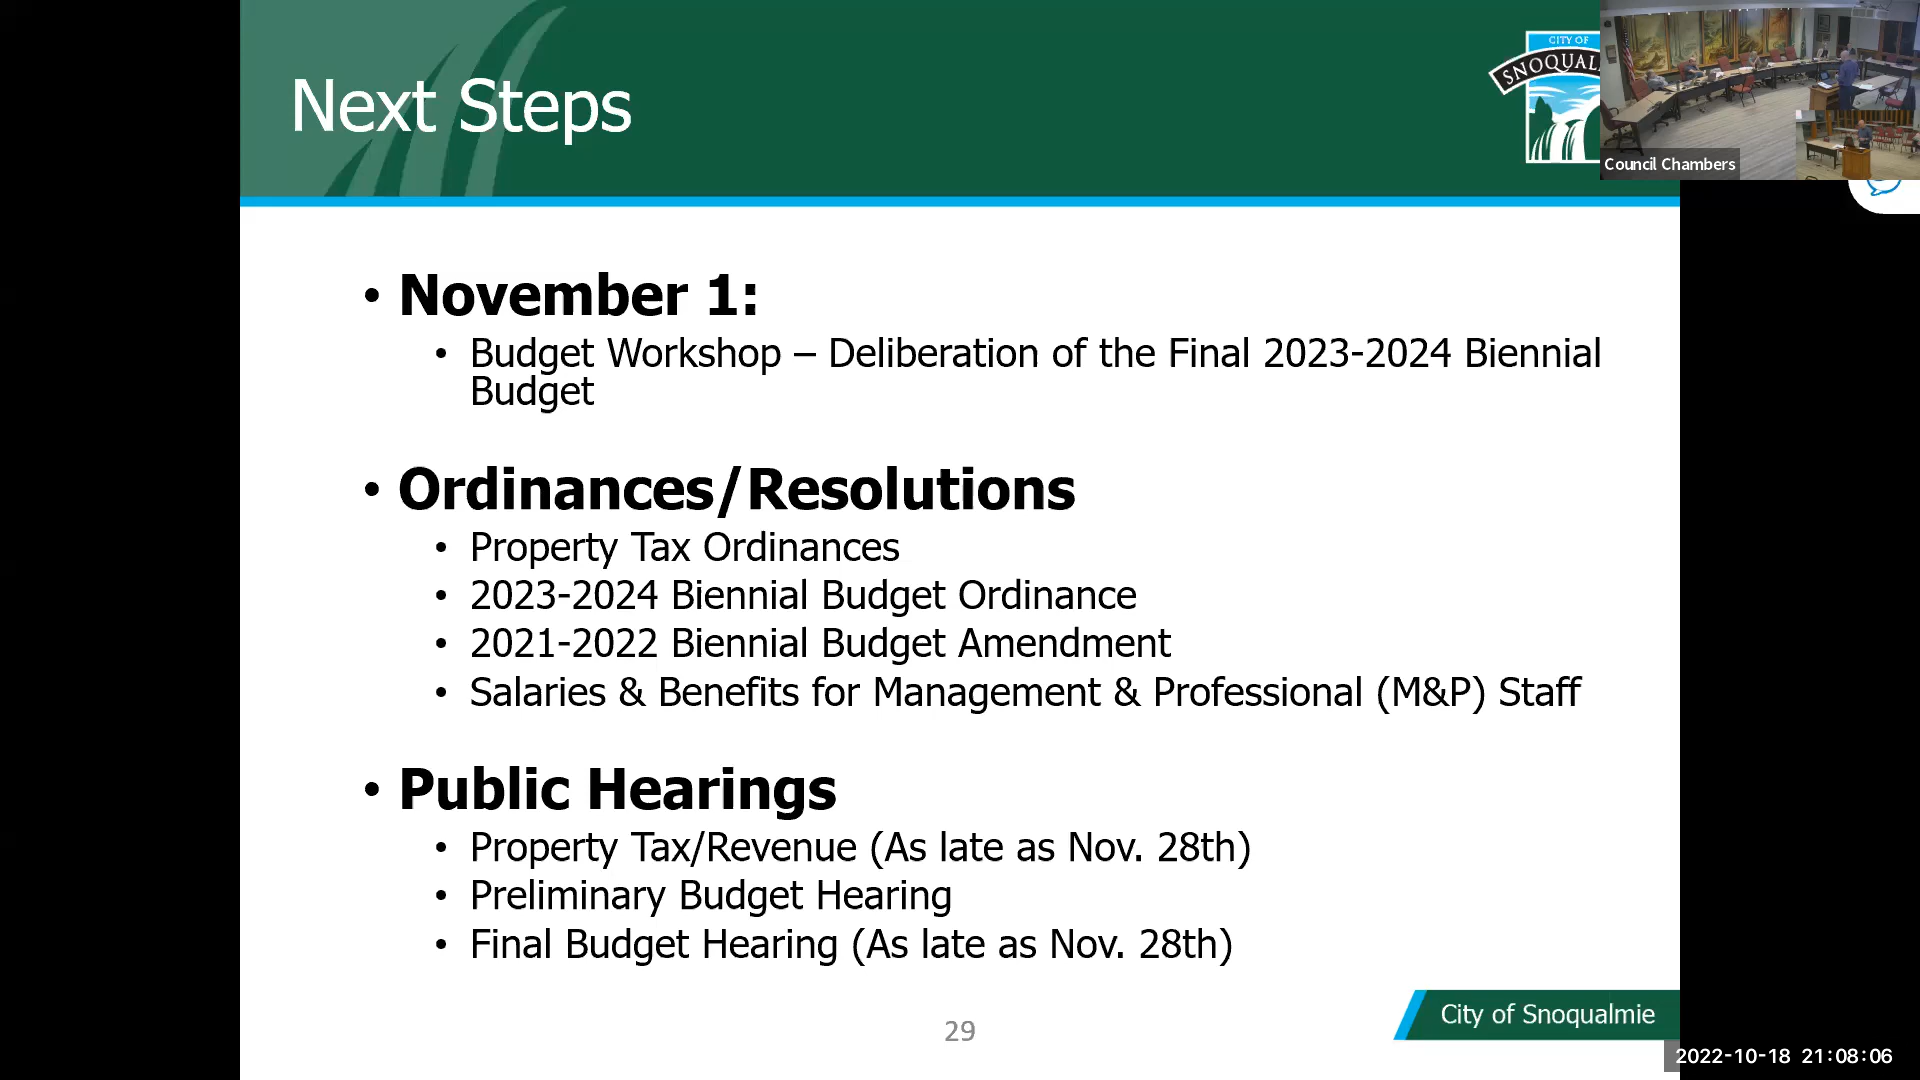 Next Steps
CITY OF
SNOQUAL
Council Chambers
• November 1:
• Budget Workshop – Deliberation of the Final 2023-2024 Biennial
Budget
• Ordinances/Resolutions
• Property Tax Ordinances
• 2023-2024 Biennial Budget Ordinance
• 2021-2022 Biennial Budget Amendment
• Salaries & Benefits for Management & Professional (M&P) Staff
• Public Hearings
• Property Tax/Revenue (As late as Nov. 28th)
• Preliminary Budget Hearing
• Final Budget Hearing (As late as Nov. 28th)
City of Snoqualmie
29
2022-10-18 21:08:06